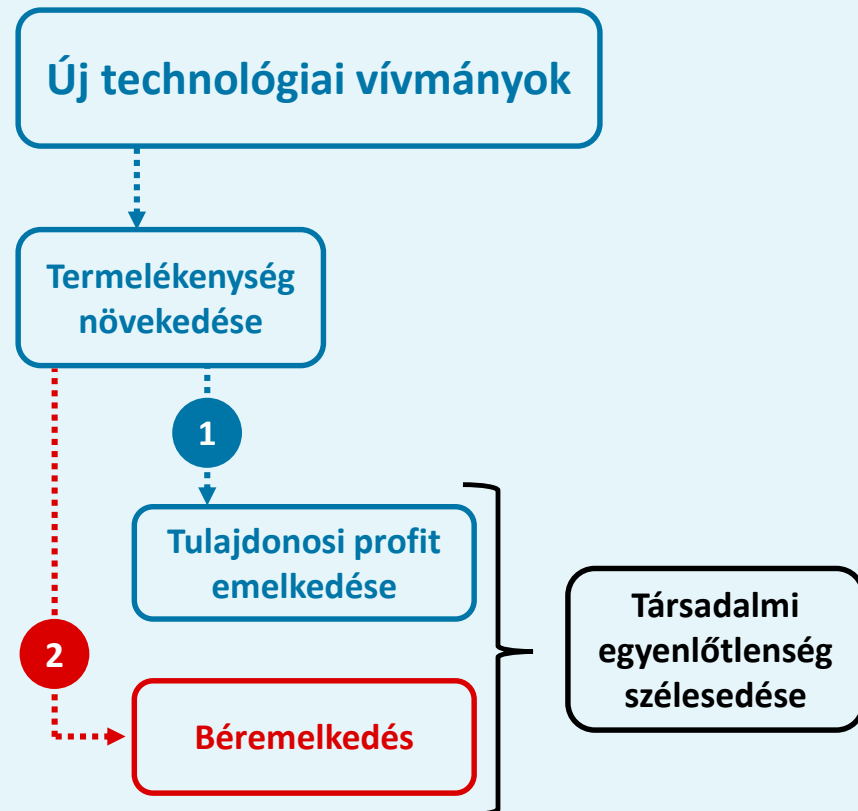 Új technológiai vívmányok
Termelékenység
növekedése
1
Tulajdonosi profit
emelkedése
Társadalmi
egyenlőtlenség
szélesedése
2
Béremelkedés